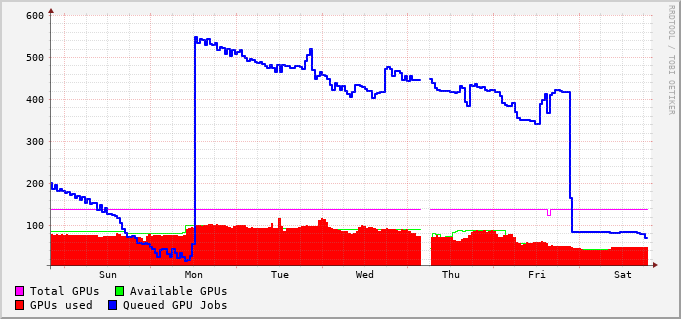 600
500
400
300
200
100
Sun Mon Tue Wed Thu Fri Sat
Total GPUs Available GPUs
GPUs used Queued GPU Jobs
RRDTOOL / TOBI OETIKER